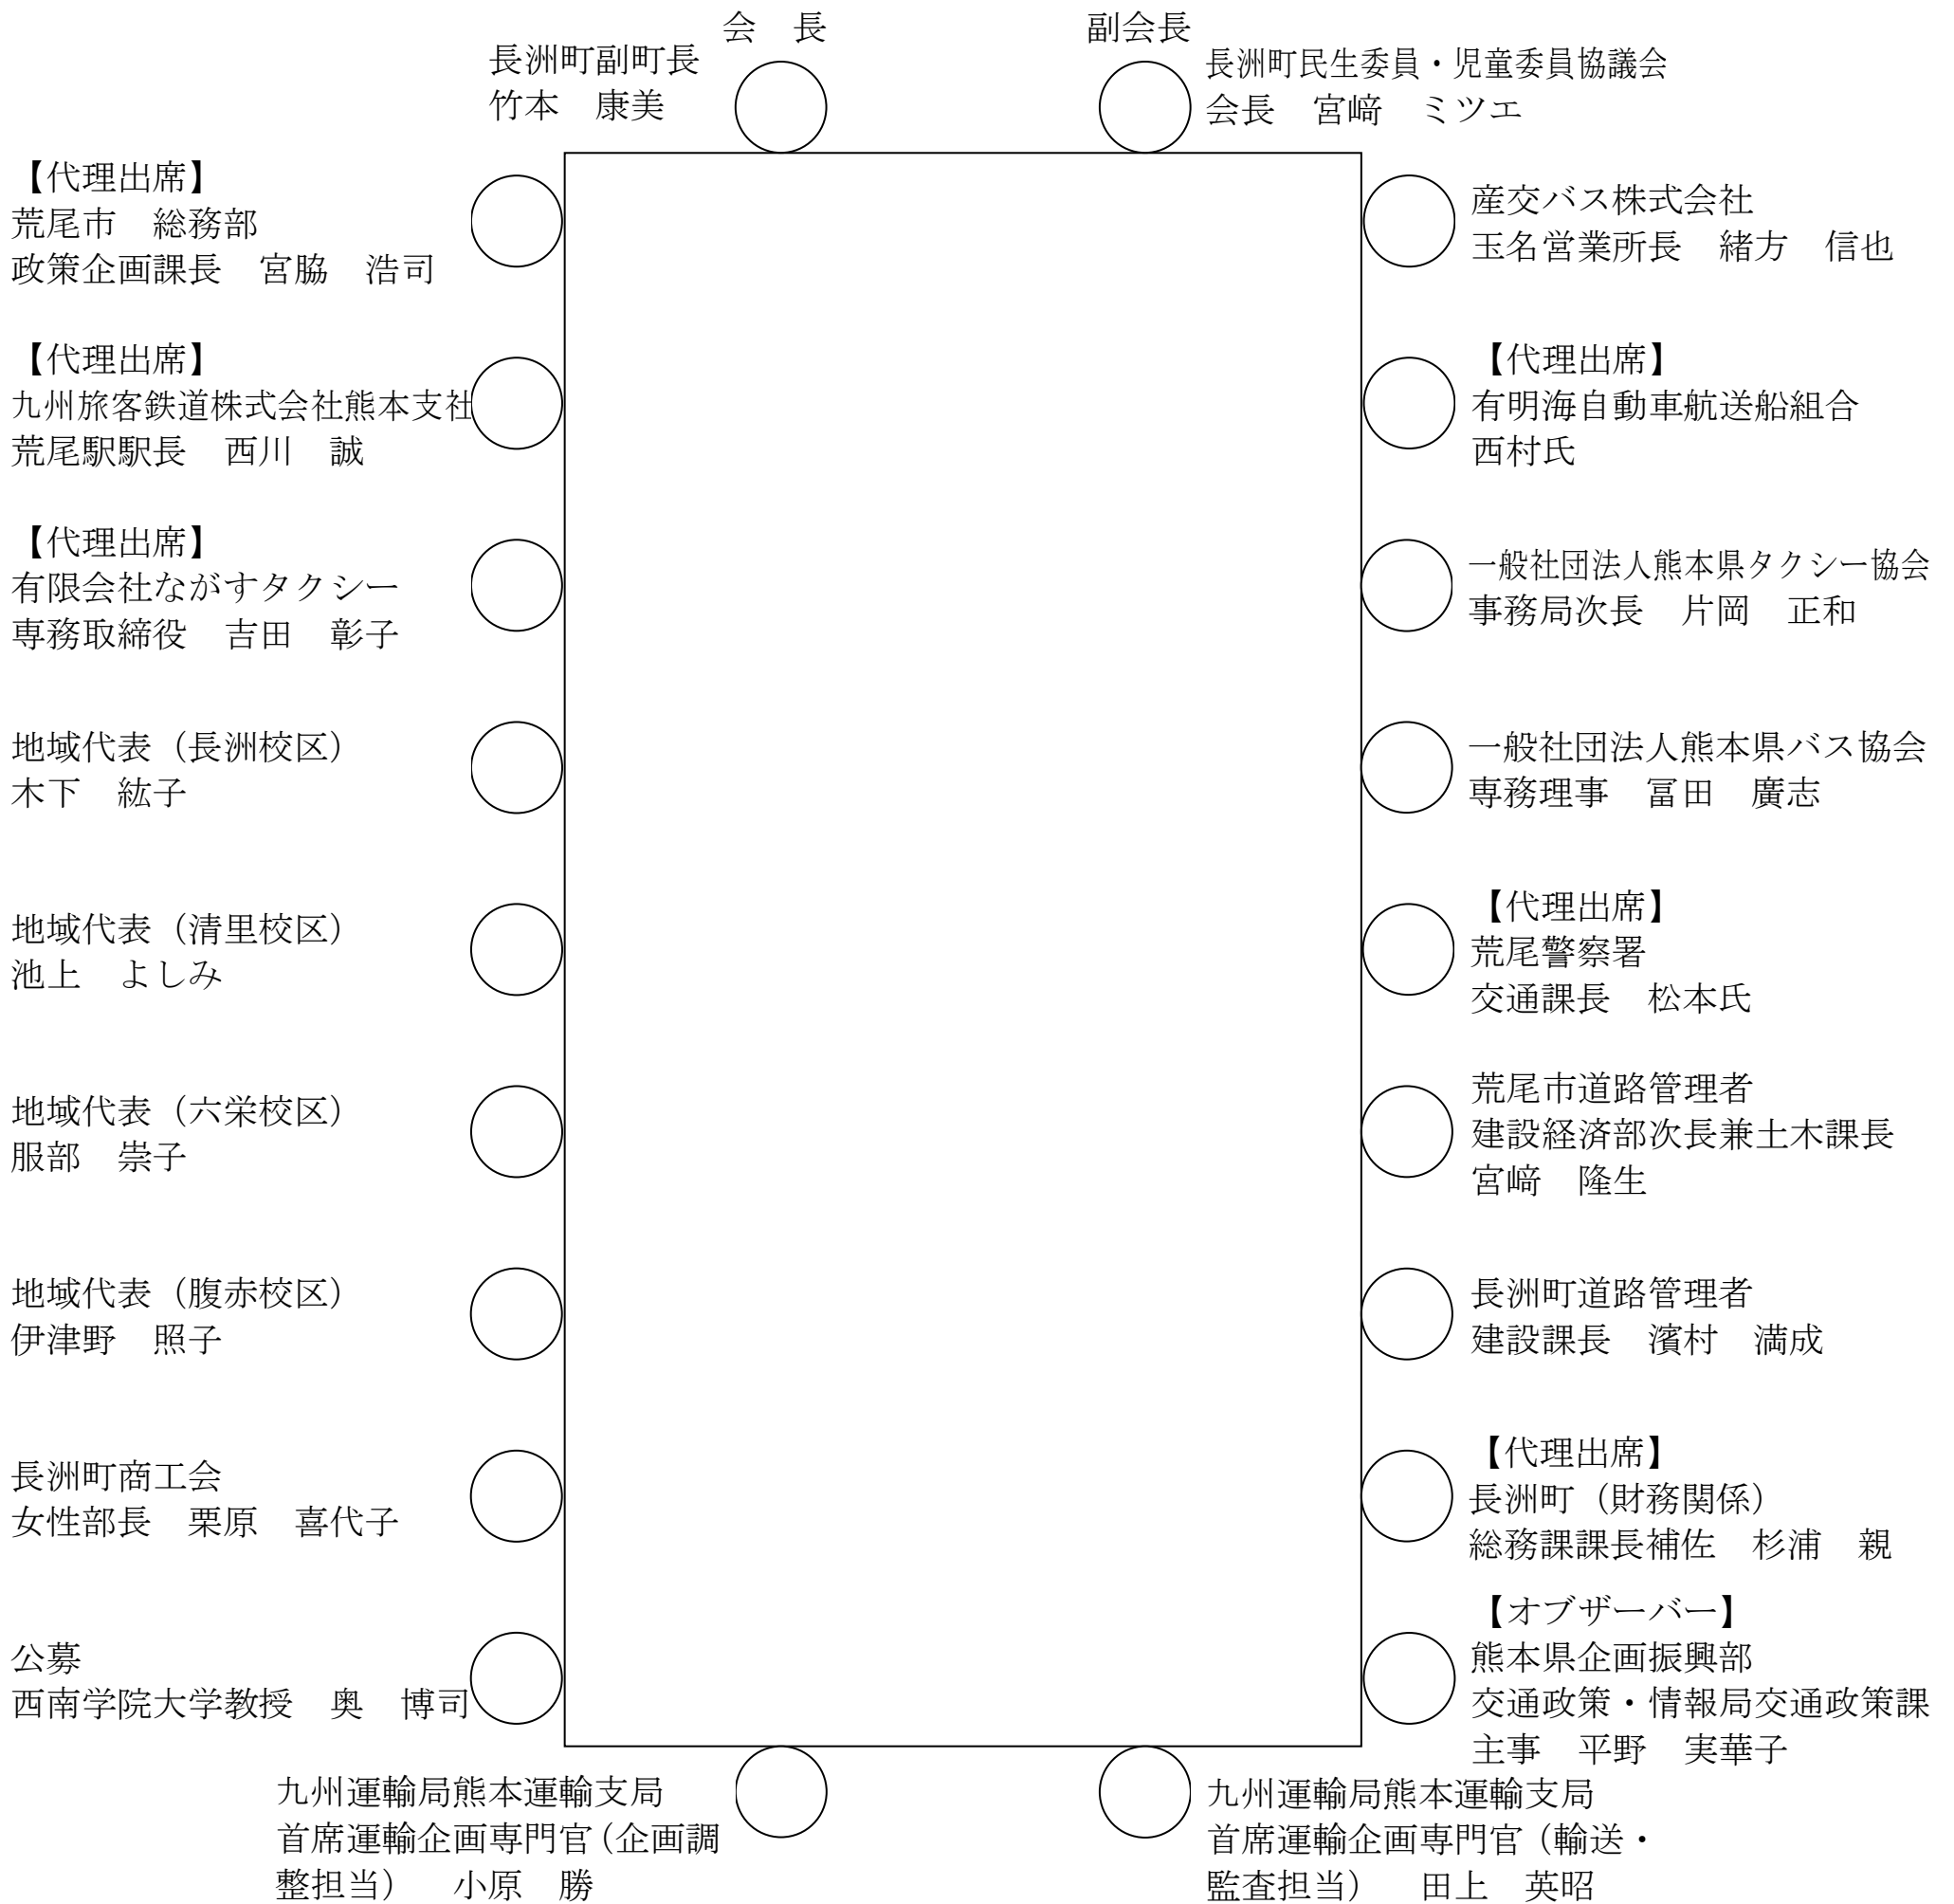 会　長
長洲町副町長
竹本　康美
副会長
長洲町民生委員・児童委員協議会
会長　宮﨑　ミツエ
【代理出席】
荒尾市　総務部
政策企画課長　宮脇　浩司
【代理出席】
九州旅客鉄道株式会社熊本支社
荒尾駅駅長　西川　誠
【代理出席】
有限会社ながすタクシー
専務取締役　吉田　彰子
地域代表（長洲校区）
木下　紘子
地域代表（清里校区）
池上　よしみ
地域代表（六栄校区）
服部　崇子
地域代表（腹赤校区）
伊津野　照子
長洲町商工会
女性部長　栗原　喜代子
公募
西南学院大学教授　奥　博司
産交バス株式会社
玉名営業所長　緒方　信也
【代理出席】
有明海自動車航送船組合
西村氏
一般社団法人熊本県タクシー協会
事務局次長　片岡　正和
一般社団法人熊本県バス協会
専務理事　冨田　廣志
【代理出席】
荒尾警察署
交通課長　松本氏
荒尾市道路管理者
建設経済部次長兼土木課長
宮﨑　隆生
長洲町道路管理者
建設課長　濱村　満成
【代理出席】
長洲町（財務関係）
総務課課長補佐　杉浦　親
【オブザーバー】
熊本県企画振興部
交通政策・情報局交通政策課
主事　平野　実華子
九州運輸局熊本運輸支局
首席運輸企画専門官（企画調
整担当）　小原　勝
九州運輸局熊本運輸支局
首席運輸企画専門官（輸送・
監査担当）　田上　英昭